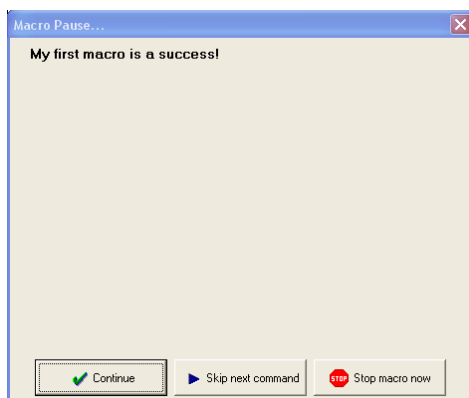 Macro Pause...
My first macro is a success!
Continue
Skip next command
STOP
Stop macro now